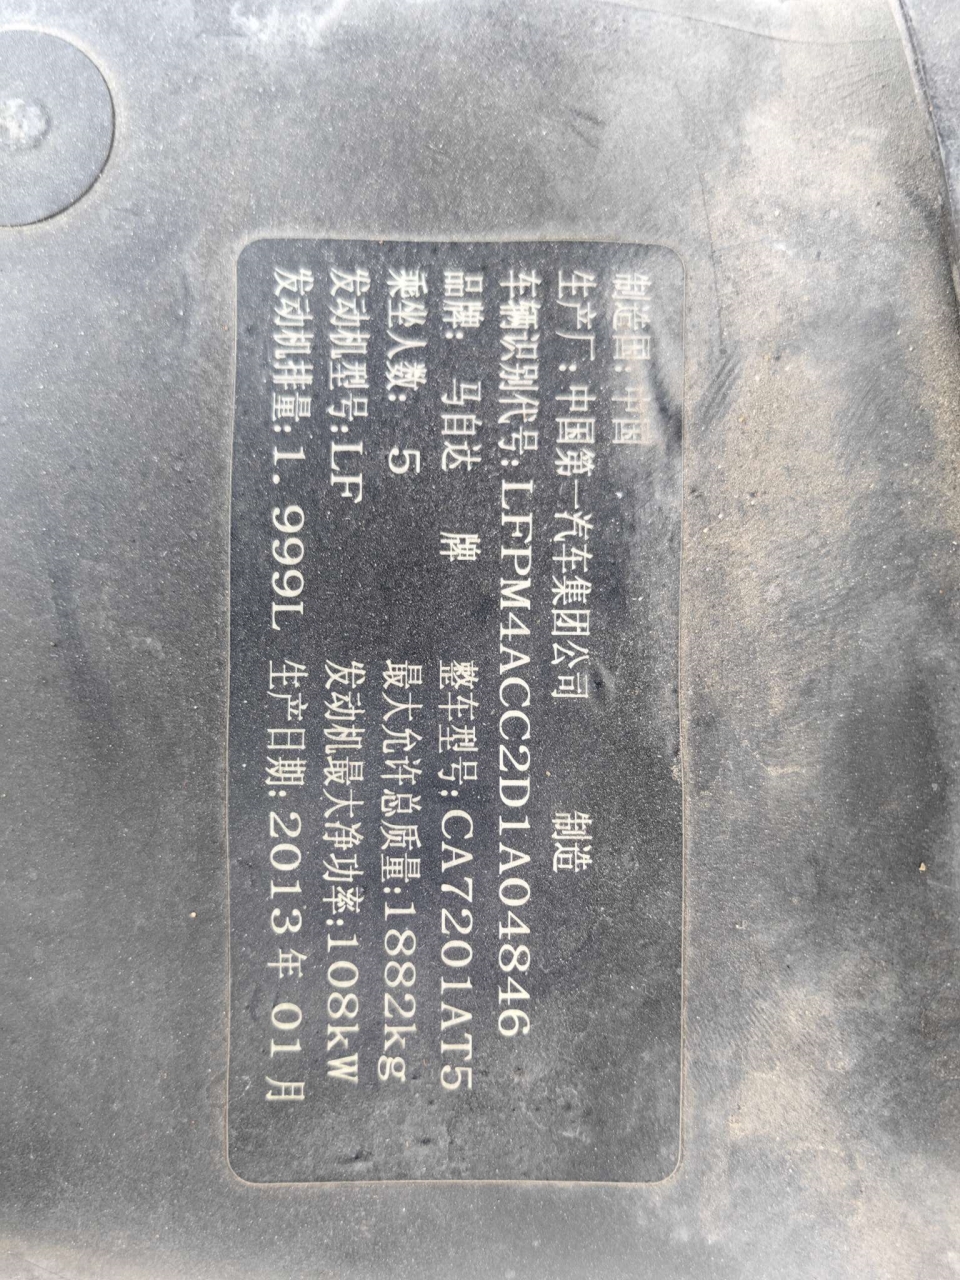 制造国：中国
生产厂：中国第一汽车集团公司 制造
车辆识别代号：LFPM4ACC2D1A04846
品牌： 马自达 牌 整车型号：CA7201AT5
乘坐人数： 5 最大允许总质量：1882kg
发动机型号：LF 发动机最大净功率：108kW
发动机排量：1.999L 生产日期：2013年 01月